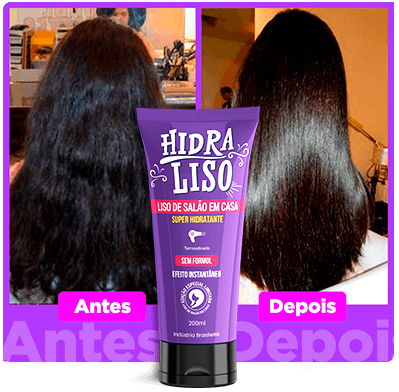 HIDRA
LISO
LISO DE SALÃO EM CASA
SUPER HIDRATANTE
Termoativado
SEM FORMOL
EFEITO INSTANTÂNEO
200ml
Indústria Brasileira
Antes
Depois
Antes
Depoi